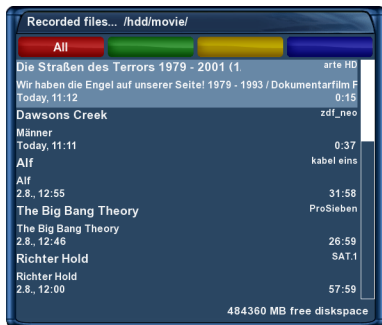 Recorded files... /hdd/movie/
All
Die Straßen des Terrors 1979 - 2001 (1. arte HD
Wir haben die Engel auf unserer Seite! 1979 - 1993 / Dokumentarfilm F
Today, 11:12 0:15
Dawsons Creek zdf_neo
Männer
Today, 11:11 0:37
Alf kabel eins
Alf
2.8., 12:55 31:58
The Big Bang Theory ProSieben
The Big Bang Theory
2.8., 12:46 26:59
Richter Hold SAT.1
Richter Hold
2.8., 12:00 57:59
484360 MB free diskspace